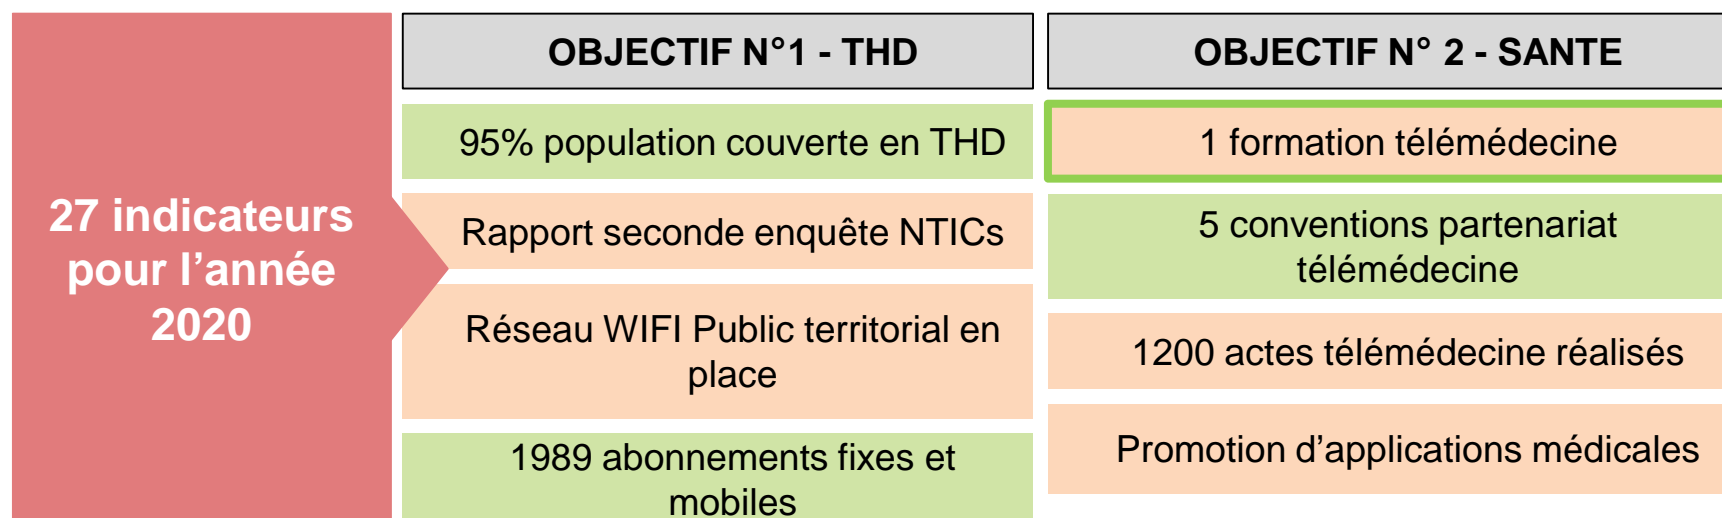 27 indicateurs
pour l’année
2020
OBJECTIF N°1 - THD
95% population couverte en THD
Rapport seconde enquête NTICs
Réseau WIFI Public territorial en
place
1989 abonnements fixes et
mobiles
OBJECTIF N° 2 - SANTE
1 formation télémédecine
5 conventions partenariat
télémédecine
1200 actes télémédecine réalisés
Promotion d’applications médicales